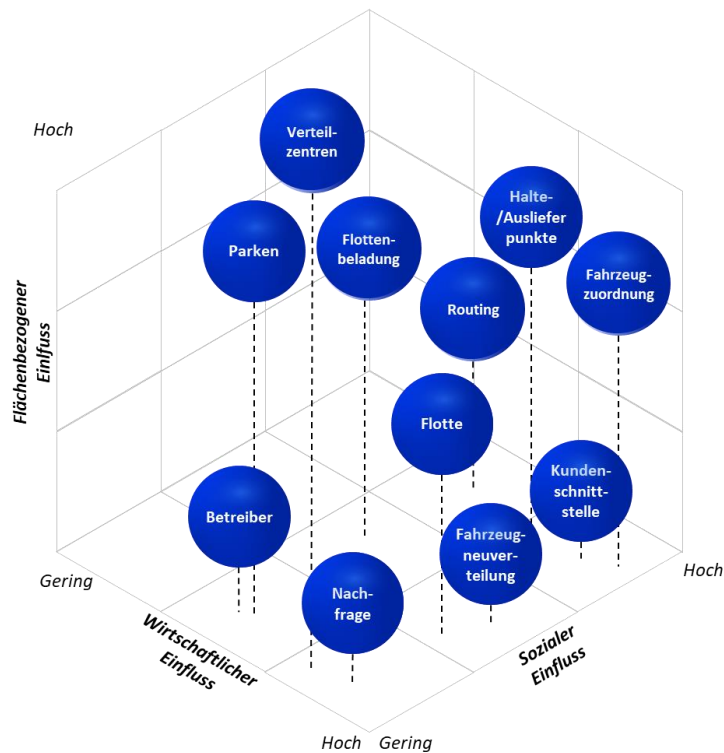 Hoch
Verteil-
zentren
Halte-
/Ausliefer
punkte
Parken
Flotten-
beladung
Fahrzeug-
zuordnung
Routing
Flächenbezogener
Einlfuss
Flotte
Kunden-
schnitt-
stelle
Betreiber
Fahrzeug-
neuver-
teilung
Gering
Hoch
Nach-
frage
Wirtschaftlicher
Einfluss
Sozialer
Einfluss
Hoch
Gering